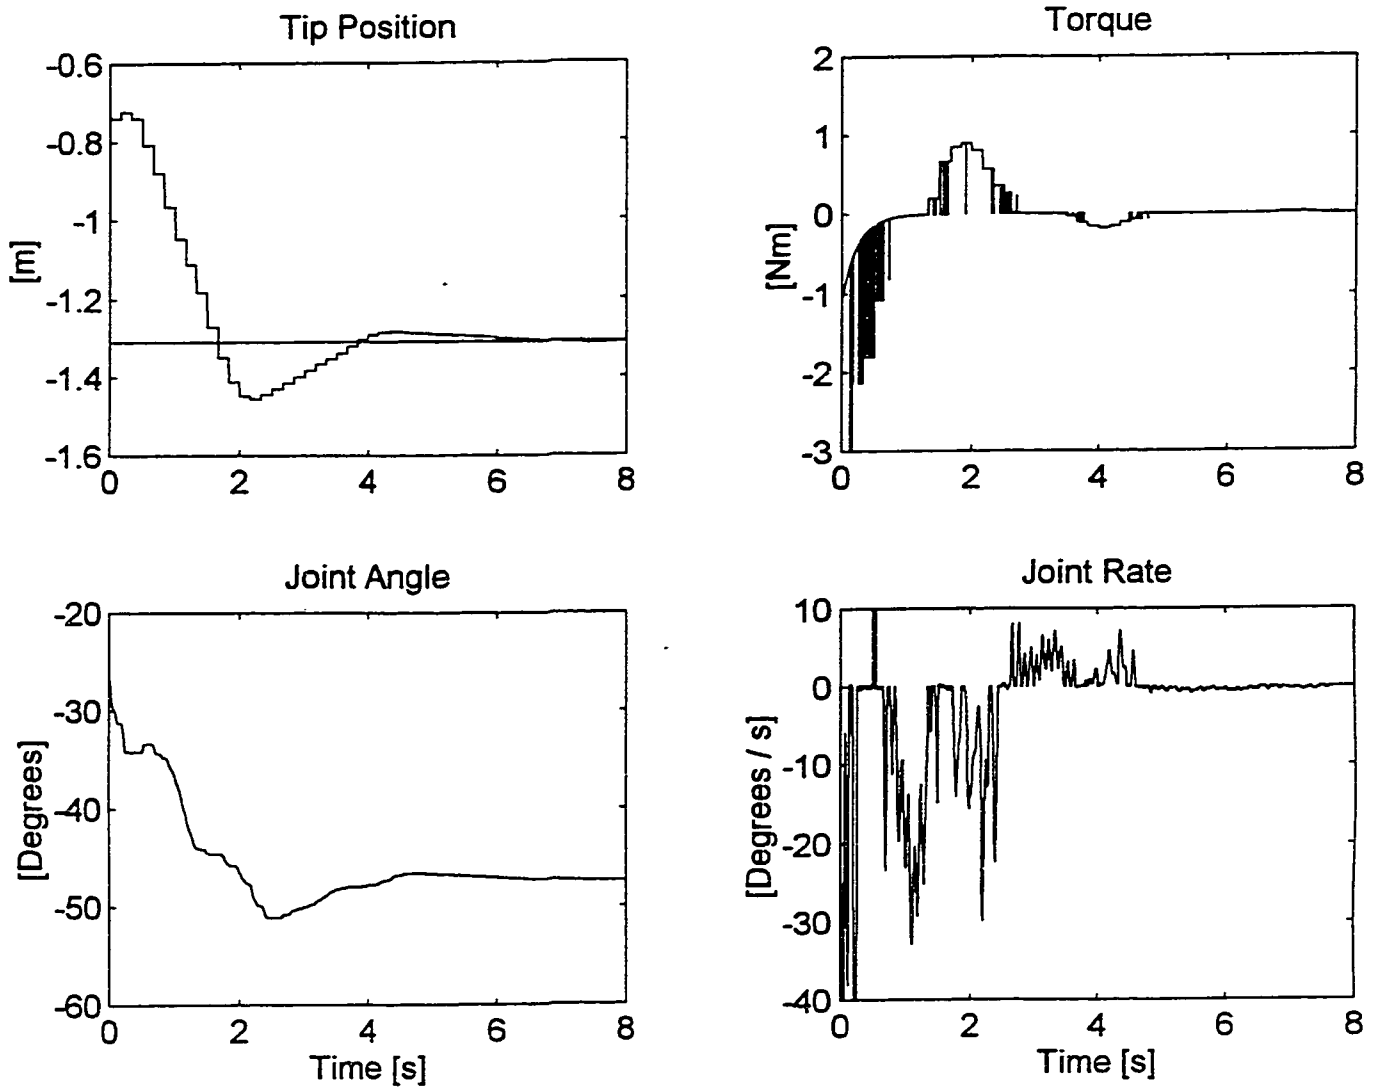 Tip Position
[m]
-0.6
-0.8
-1
-1.2
-1.4
-1.6
0 2 4 6 8
Torque
[Nm]
2
1
0
-1
-2
-3
0 2 4 6 8
Joint Angle
[Degrees]
-20
-30
-40
-50
-60
0 2 4 6 8
Time [s]
Joint Rate
[Degrees / s]
10
0
-10
-20
-30
-40
0 2 4 6 8
Time [s]